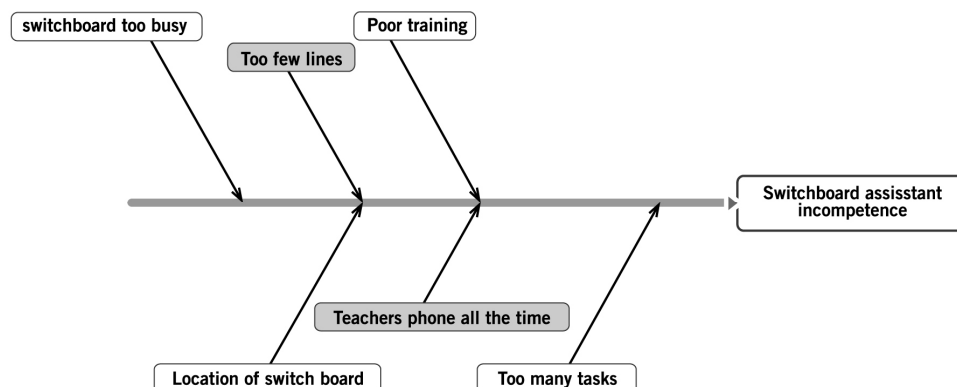 switchboard too busy
Too few lines
Poor training
Switchboard assisstant
incompetence
Teachers phone all the time
Location of switch board
Too many tasks